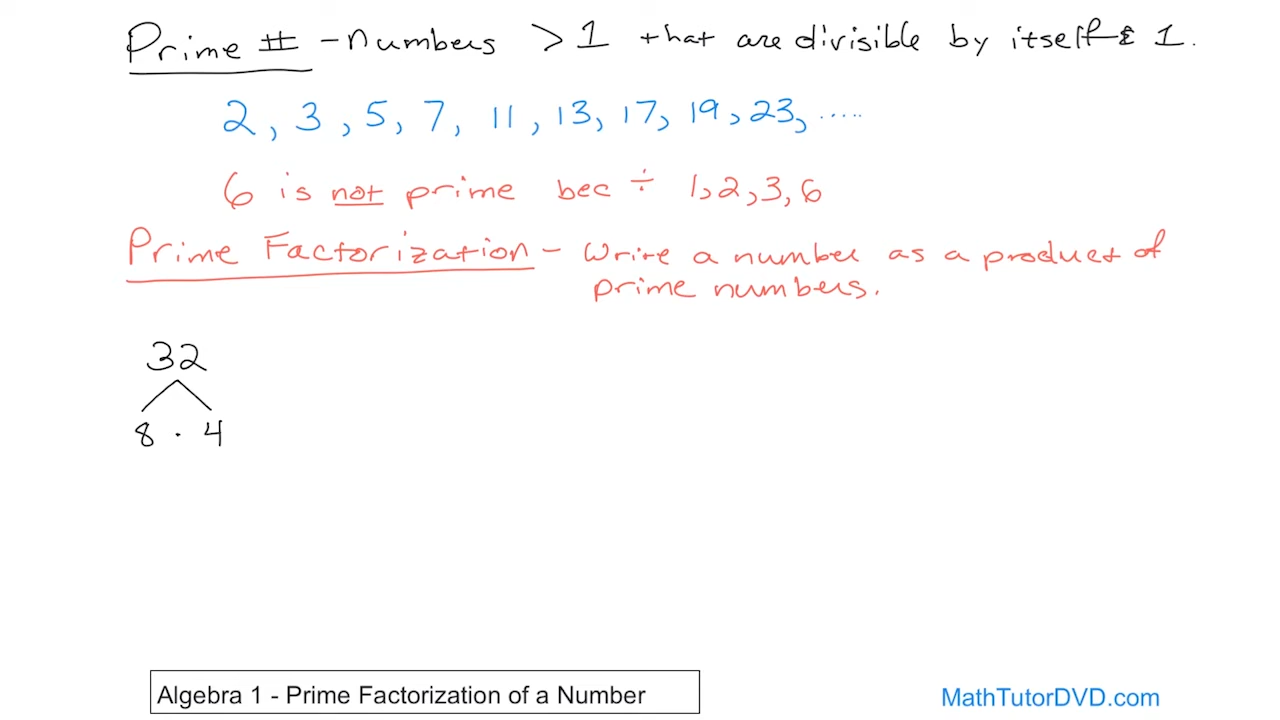 Prime # - numbers > 1 that are divisible by itself & 1.
2, 3, 5, 7, 11, 13, 17, 19, 23, .....
6 is not prime bec ÷ 1, 2, 3, 6
Prime Factorization - Write a number as a product of
prime numbers.
32
8 · 4
Algebra 1 - Prime Factorization of a Number
MathTutorDVD.com